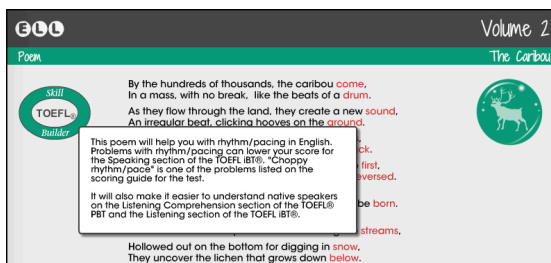 ELL
Volume 2
Poem
The Caribou
Skill
TOEFL®
Builder
By the hundreds of thousands, the caribou come,
In a mass, with no break, like the beats of a drum.
As they flow through the land, they create a new sound,
An irregular beat, clicking hooves on the ground.
This poem will help you with rhythm/pacing in English.
Problems with rhythm/pacing can lower your score for
the Speaking section of the TOEFL iBT®. "Choppy
rhythm/pace" is one of the problems listed on the
scoring guide for the test.
It will also make it easier to understand native speakers
on the Listening Comprehension section of the TOEFL®
PBT and the Listening section of the TOEFL iBT®.
first,
be born.
streams,
Hollowed out on the bottom for digging in snow,
They uncover the lichen that grows down below.